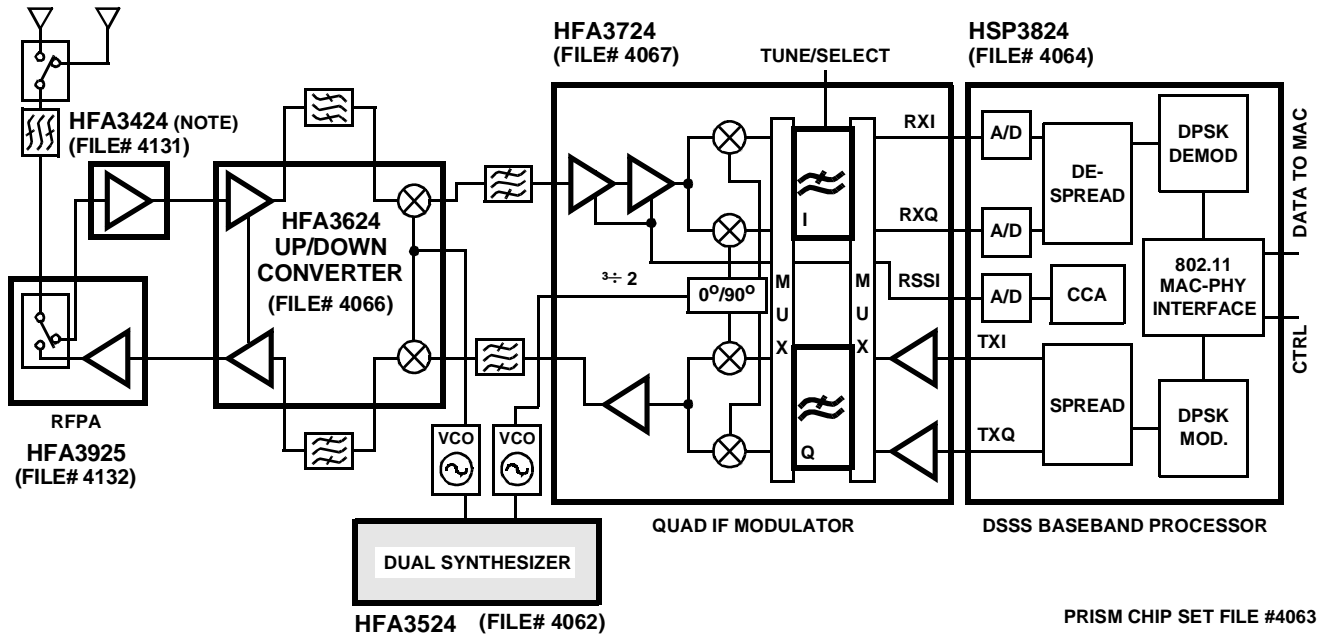 HFA3724
(FILE# 4067)
TUNE/SELECT
HSP3824
(FILE# 4064)
HFA3424 (NOTE)
(FILE# 4131)
HFA3624
UP/DOWN
CONVERTER
(FILE# 4066)
RFPA
HFA3925
(FILE# 4132)
VCO
VCO
DUAL SYNTHESIZER
HFA3524 (FILE# 4062)
³÷ 2
0°/90°
MUX
I
Q
MUX
RXI
RXQ
RSSI
TXI
TXQ
QUAD IF MODULATOR
A/D
A/D
A/D
DE-
SPREAD
CCA
SPREAD
DPSK
DEMOD
802.11
MAC-PHY
INTERFACE
DPSK
MOD.
DATA TO MAC
CTRL
DSSS BASEBAND PROCESSOR
PRISM CHIP SET FILE #4063